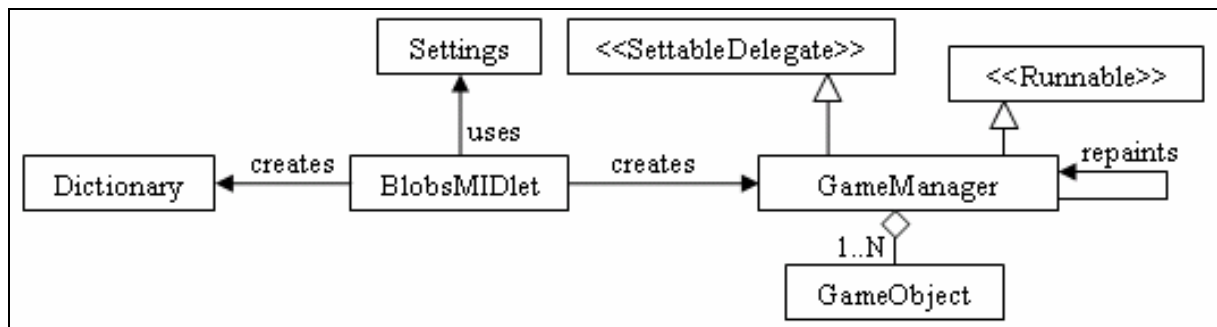 Settings
<<SettableDelegate>>
<<Runnable>>
uses
creates
creates
repaints
Dictionary
BlobsMIDlet
GameManager
1..N
GameObject